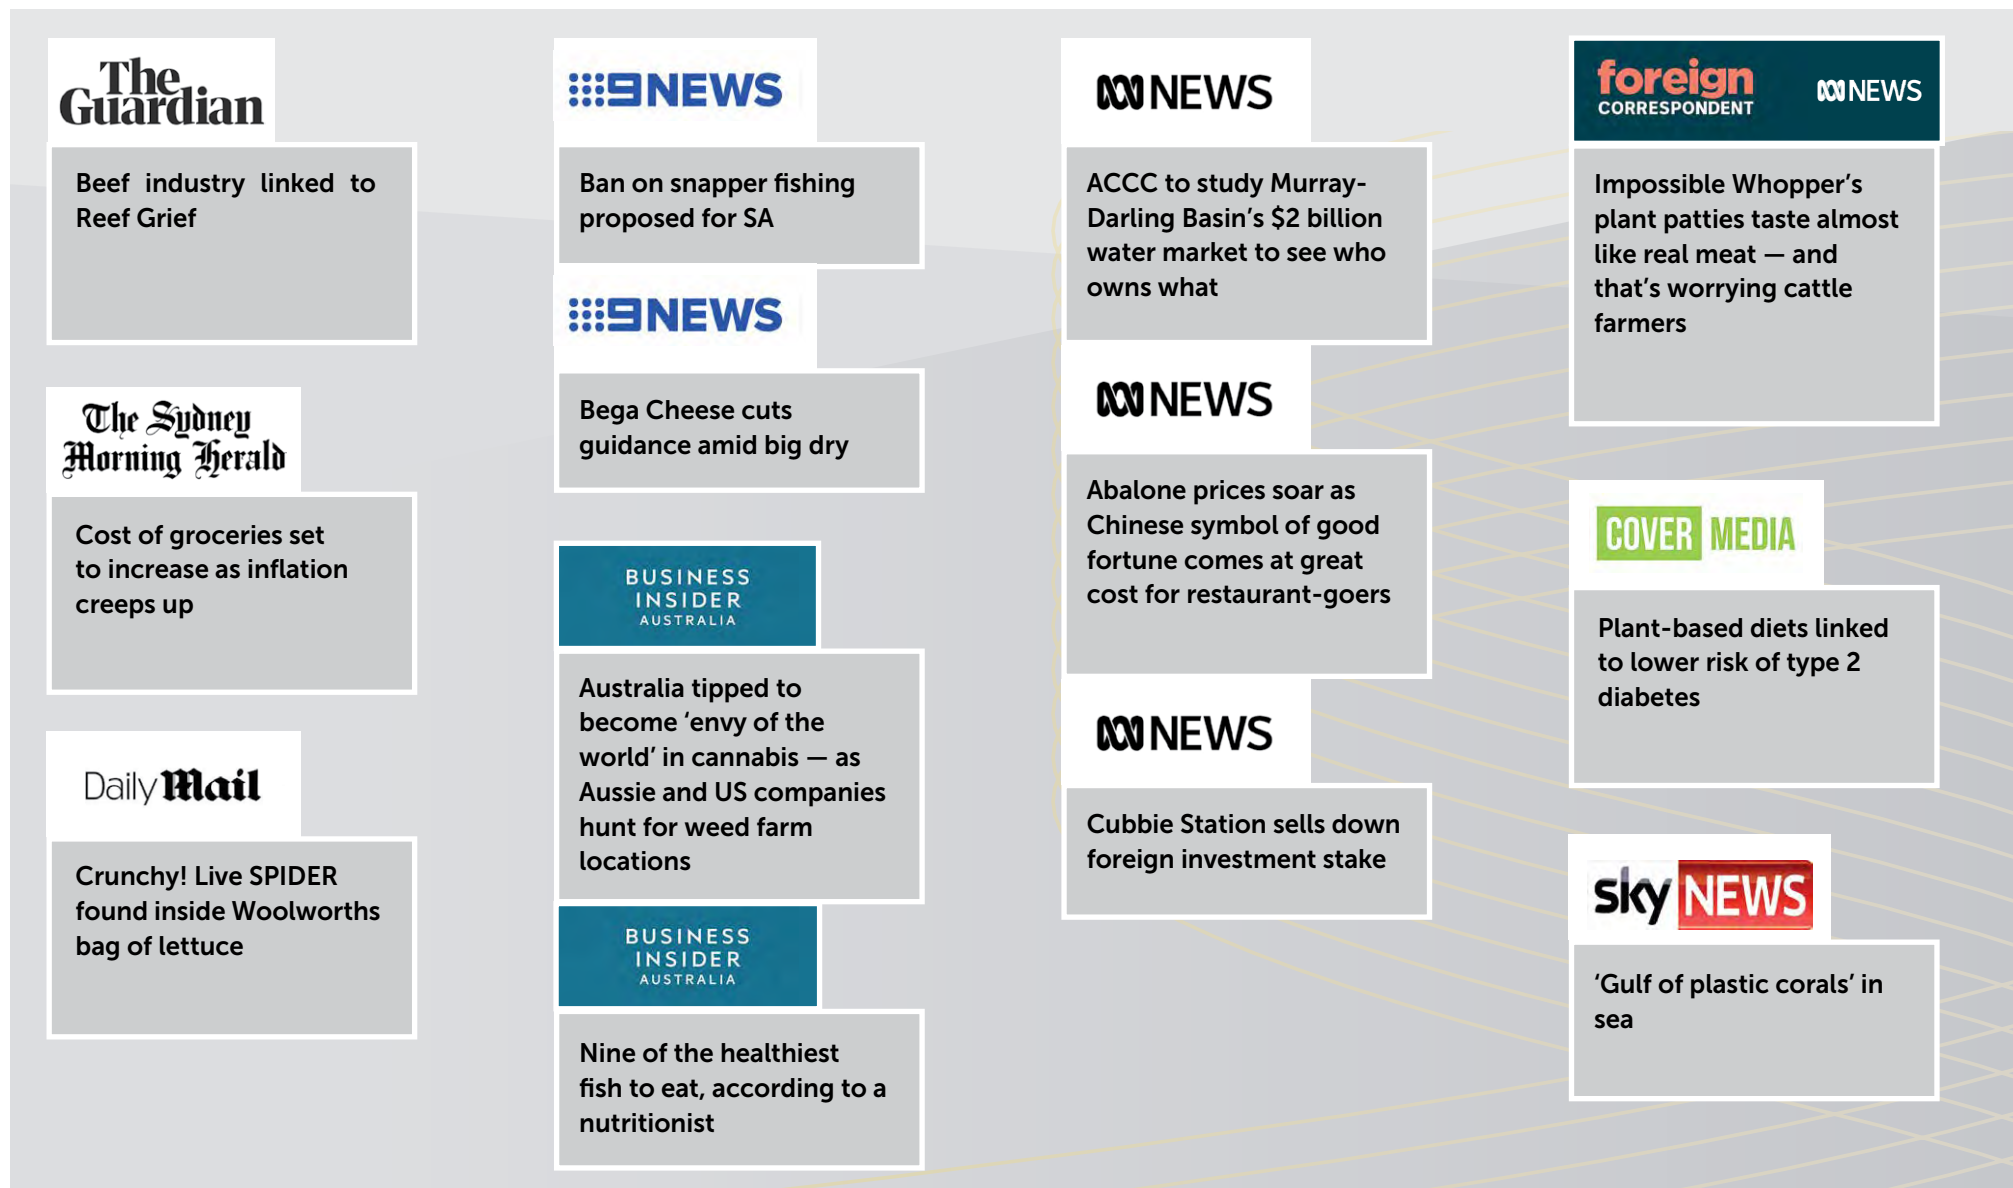 The
Guardian
Beef industry linked to
Reef Grief
The Sydney
Morning Herald
Cost of groceries set
to increase as inflation
creeps up
Daily Mail
Crunchy! Live SPIDER
found inside Woolworths
bag of lettuce
9NEWS
Ban on snapper fishing
proposed for SA
9NEWS
Bega Cheese cuts
guidance amid big dry
BUSINESS
INSIDER
AUSTRALIA
Australia tipped to
become ‘envy of the
world’ in cannabis — as
Aussie and US companies
hunt for weed farm
locations
BUSINESS
INSIDER
AUSTRALIA
Nine of the healthiest
fish to eat, according to a
nutritionist
NEWS
ACCC to study Murray-
Darling Basin’s $2 billion
water market to see who
owns what
NEWS
Abalone prices soar as
Chinese symbol of good
fortune comes at great
cost for restaurant-goers
NEWS
Cubbie Station sells down
foreign investment stake
foreign
CORRESPONDENT
NEWS
Impossible Whopper’s
plant patties taste almost
like real meat — and
that’s worrying cattle
farmers
COVER MEDIA
Plant-based diets linked
to lower risk of type 2
diabetes
sky NEWS
‘Gulf of plastic corals’ in
sea